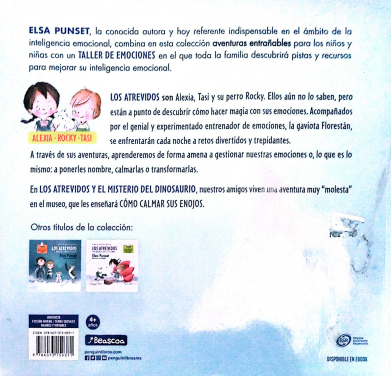 ELSA PUNSET, la conocida autora y hoy referente indispensable en el ámbito de la
inteligencia emocional, combina en esta colección aventuras entrañables para los niños y
niñas con un TALLER DE EMOCIONES en el que toda la familia descubrirá pistas y recursos
para mejorar su inteligencia emocional.
LOS ATREVIDOS son Alexia, Tasi y su perro Rocky. Ellos aún no lo saben, pero
están a punto de descubrir cómo hacer magia con sus emociones. Acompañados
por el genial y experimentado entrenador de emociones, la gaviota Florestán,
se enfrentarán cada noche a retos divertidos y trepidantes.
ALEXIA · ROCKY · TASI
A través de sus aventuras, aprenderemos de forma amena a gestionar nuestras emociones o, lo que es lo
mismo: a ponerles nombre, calmarlas o transformarlas.
En LOS ATREVIDOS Y EL MISTERIO DEL DINOSAURIO, nuestros amigos viven una aventura muy "molesta"
en el museo, que les enseñará CÓMO CALMAR SUS ENOJOS.
Otros títulos de la colección:
LOS ATREVIDOS
Elsa Punset
LOS ATREVIDOS
Elsa Punset
4+
años
Beascoa
penguinlibros.com
penguinlibrosmx
DISPONIBLE EN EBOOK